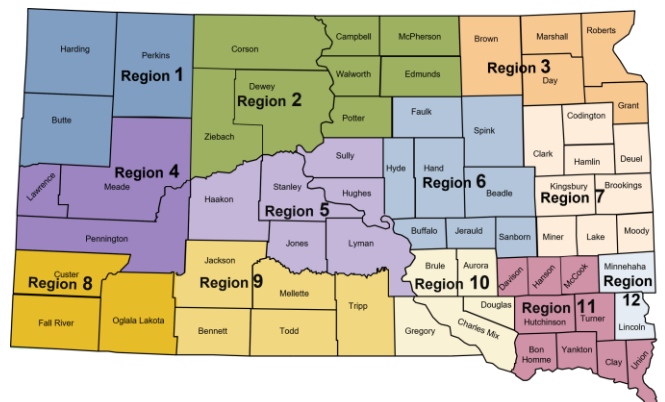 Harding
Perkins
Region 1
Butte
Corson
Dewey
Region 2
Ziebach
Campbell
McPherson
Walworth
Edmunds
Potter
Brown
Marshall
Roberts
Region 3
Day
Grant
Lawrence
Region 4
Meade
Pennington
Sully
Haakon
Stanley
Hughes
Region 5
Jones
Lyman
Faulk
Spink
Hyde
Hand
Region 6
Beadle
Buffalo
Jerauld
Sanborn
Codington
Clark
Hamlin
Deuel
Kingsbury
Brookings
Region 7
Miner
Lake
Moody
Custer
Region 8
Fall River
Oglala Lakota
Jackson
Region 9
Mellette
Tripp
Bennett
Todd
Brule
Aurora
Region 10
Douglas
Gregory
Charles Mix
Davison
Hanson
McCook
Region 11
Hutchinson
Turner
Bon
Homme
Yankton
Clay
Union
Minnehaha
Region
12
Lincoln